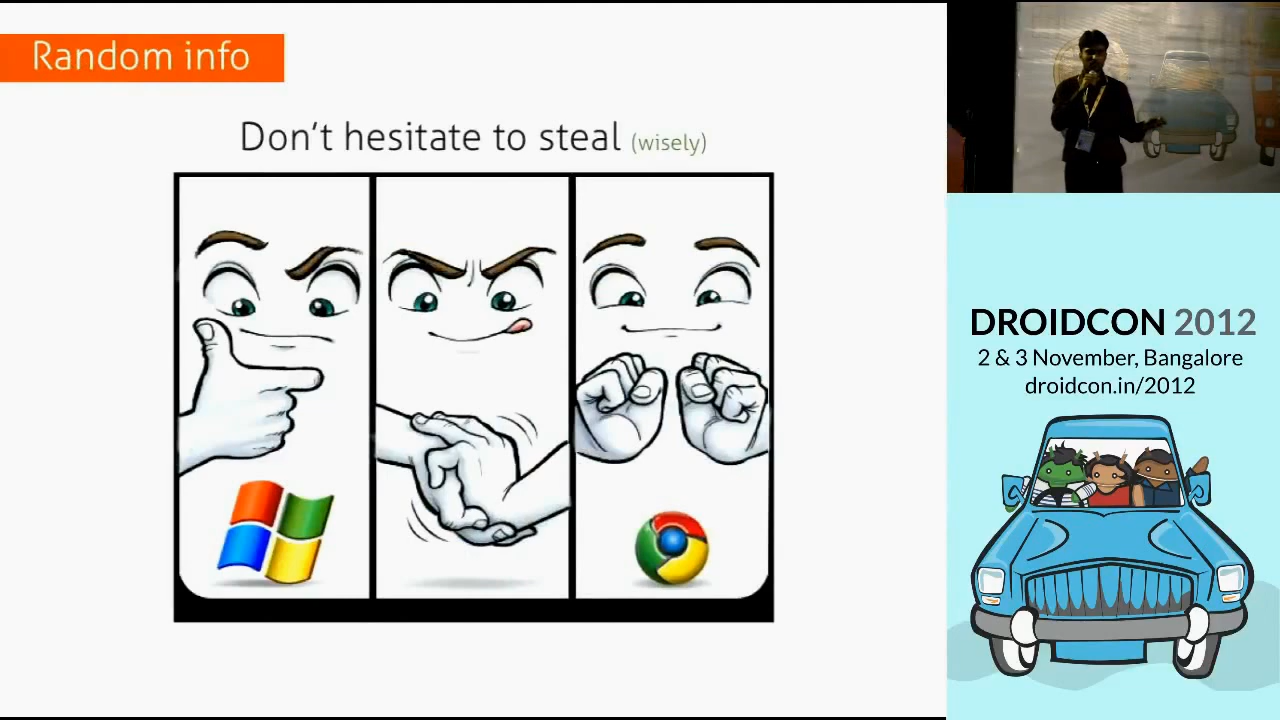 Random info
Don't hesitate to steal (wisely)
DROIDCON 2012
2 & 3 November, Bangalore
droidcon.in/2012